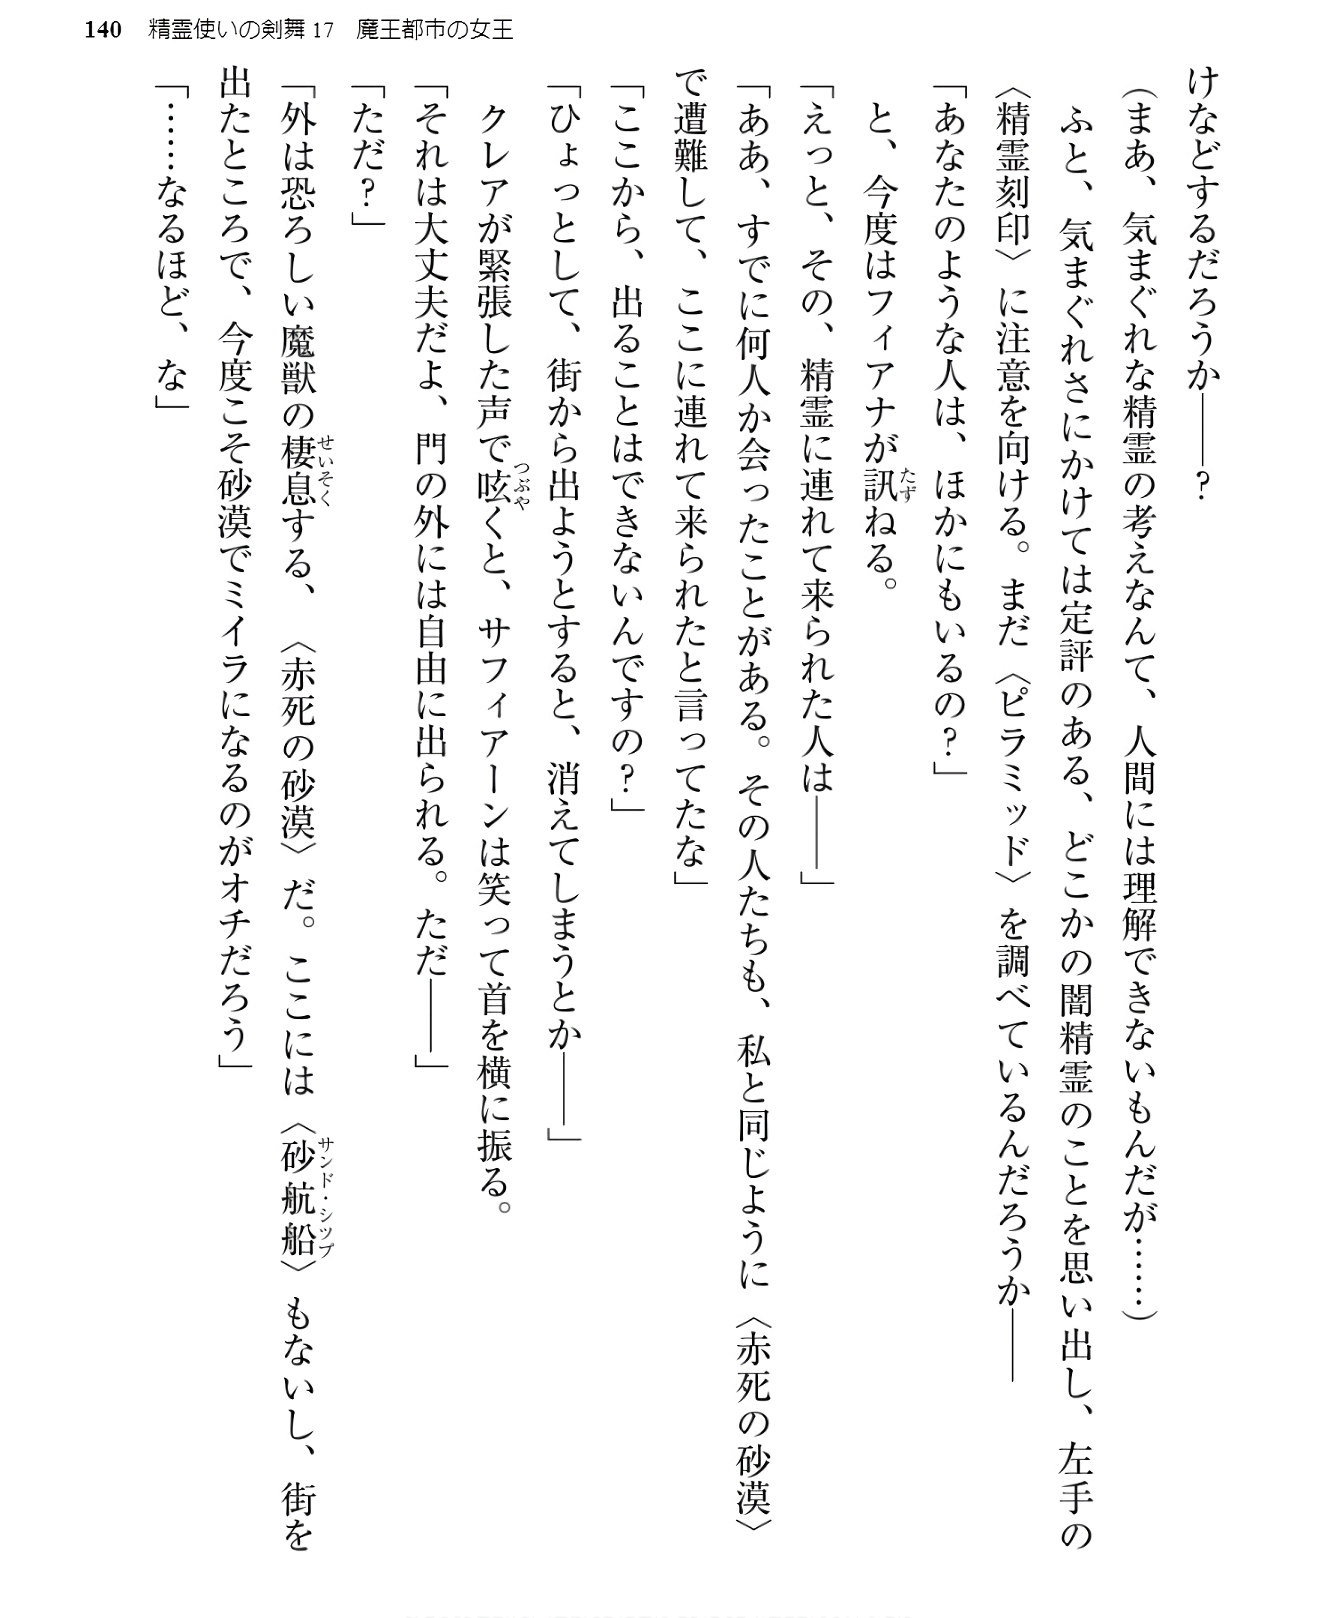 140 精霊使いの剣舞 17　魔王都市の女王
けなどするだろうか――？
（まあ、気まぐれな精霊の考えなんて、人間には理解できないもんだが……）
　ふと、気まぐれさにかけては定評のある、どこかの闇精霊のことを思い出し、左手の
〈精霊刻印〉に注意を向ける。まだ〈ピラミッド〉を調べているんだろうか――
「あなたのような人は、ほかにもいるの？」
　と、今度はフィアナが訊ねる。
たず
「えっと、その、精霊に連れて来られた人は――」
「ああ、すでに何人か会ったことがある。その人たちも、私と同じように〈赤死の砂漠〉
で遭難して、ここに連れて来られたと言ってたな」
「ここから、出ることはできないんですの？」
「ひょっとして、街から出ようとすると、消えてしまうとか――」
　クレアが緊張した声で呟くと、サフィアーンは笑って首を横に振る。
つぶや
「それは大丈夫だよ、門の外には自由に出られる。ただ――」
「ただ？」
「外は恐ろしい魔獣の棲息する、〈赤死の砂漠〉だ。ここには〈砂航船〉もないし、街を
せいそく
サンド・シップ
出たところで、今度こそ砂漠でミイラになるのがオチだろう」
「……なるほど、な」